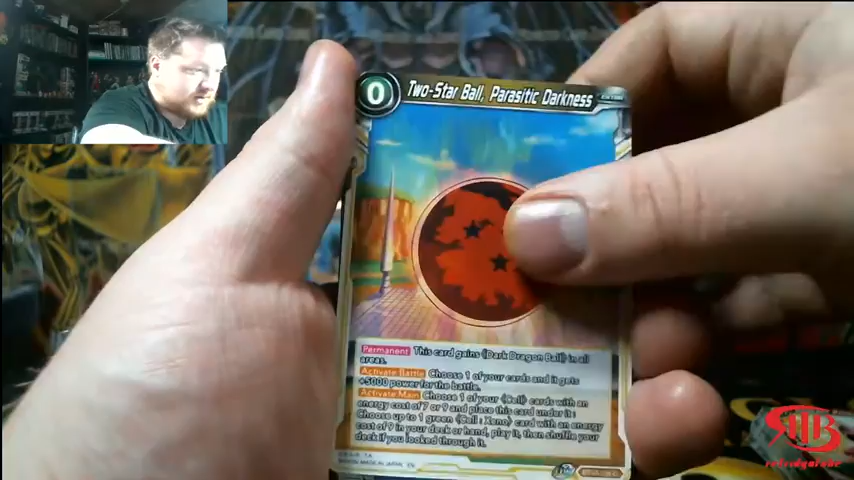 0
Two-Star Ball, Parasitic Darkness
EXTRA
Permanent This card gains 《Dark Dragon Ball》 in all
areas.
Activate Battle Choose 1 of your cards and it gets
+5000 power for the battle.
Activate Main Choose 1 of your 《Cell》 cards with an
energy cost of 7 or 9 and place this card under it:
Choose up to 1 green 《Cell : Xeno》 card with an energy
cost of 9 in your deck or hand, play it, then shuffle your
deck if you looked through it.